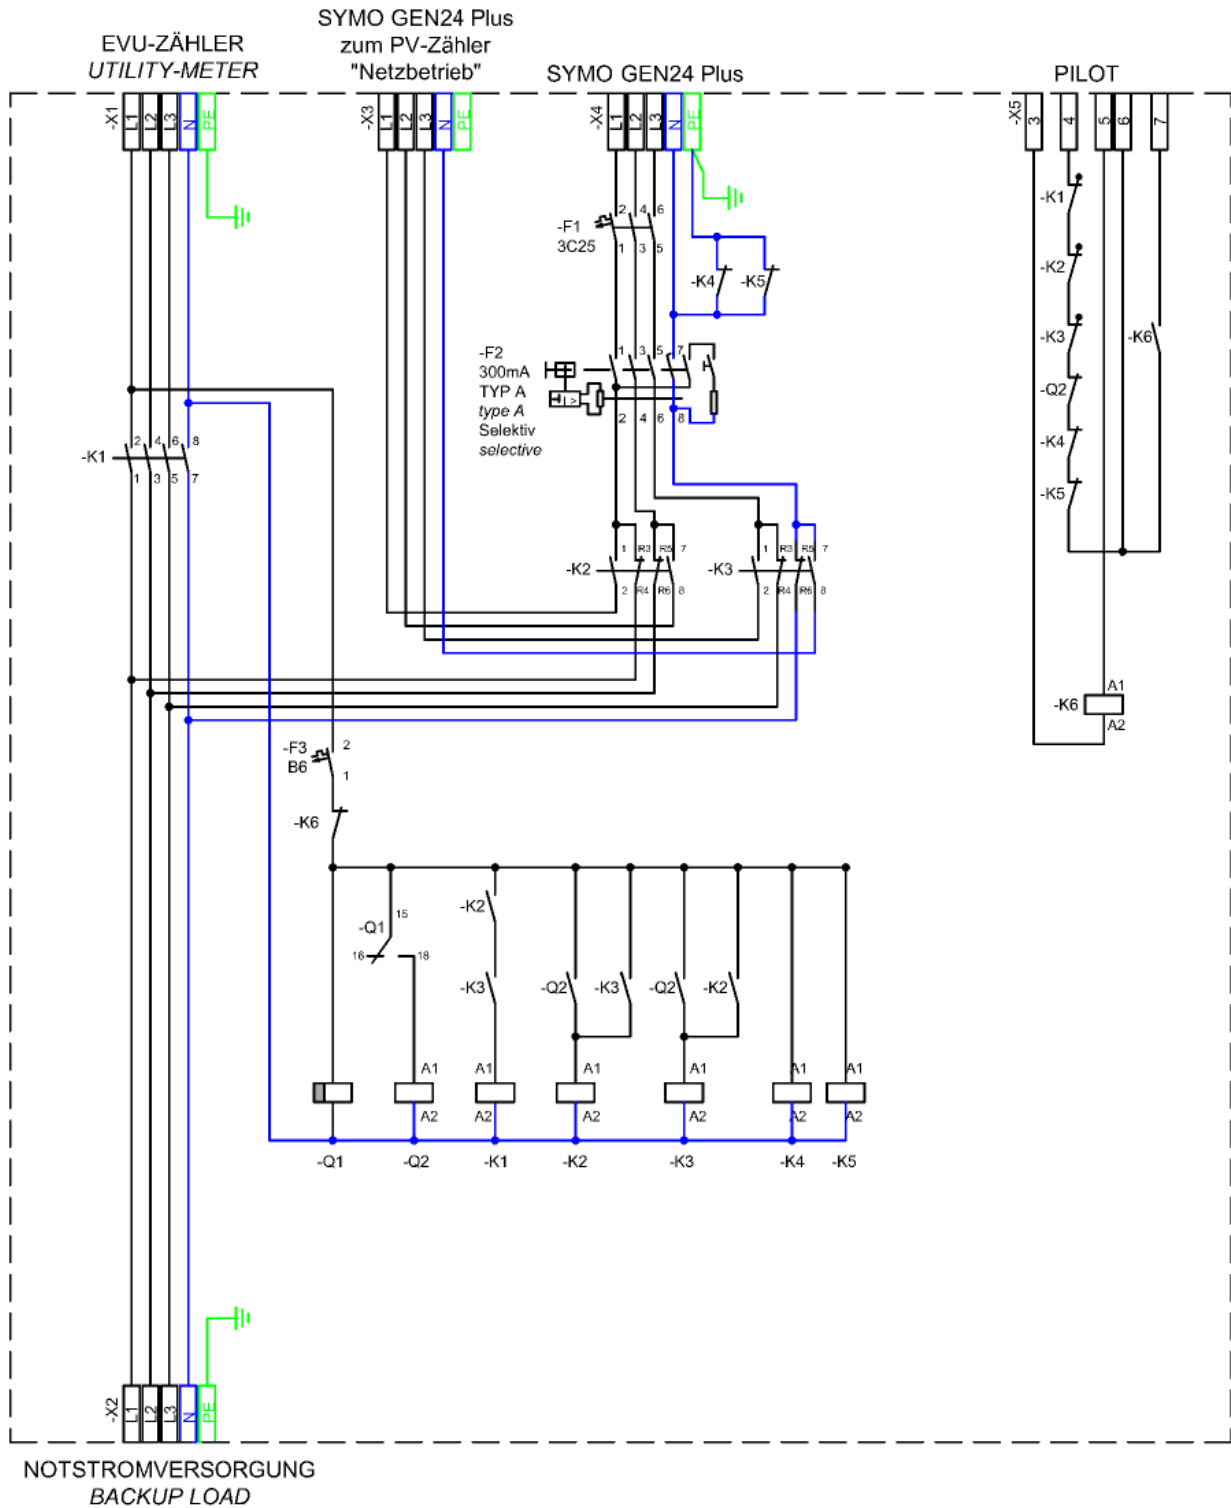 SYMO GEN24 Plus
zum PV-Zähler
"Netzbetrieb"
EVU-ZÄHLER
UTILITY-METER
SYMO GEN24 Plus
PILOT
-X1
L1
L2
L3
N
PE
-X3
L1
L2
L3
N
PE
-X4
L1
L2
L3
N
PE
-X5
3
4
5
6
7
-K1
-K2
-K3
-Q2
-K4
-K5
-K6
-F1
3C25
2 4 6
1 3 5
-K4
-K5
-F2
300mA
TYP A
type A
Selektiv
selective
1 3 5 7
I >
2 4 6 8
-K1
2 4 6 8
1 3 5 7
-K2
1 R3 R5 7
2 R4 R6 8
-K3
1 R3 R5 7
2 R4 R6 8
-K6
A1
A2
-F3
B6
2
1
-K6
-Q1
15
16
18
-K2
-K3
-Q2
-K3
-Q2
-K2
A1
A1
A1
A1
A1
A1
A2
A2
A2
A2
A2
A2
-Q1
-Q2
-K1
-K2
-K3
-K4
-K5
-X2
L1
L2
L3
N
PE
NOTSTROMVERSORGUNG
BACKUP LOAD